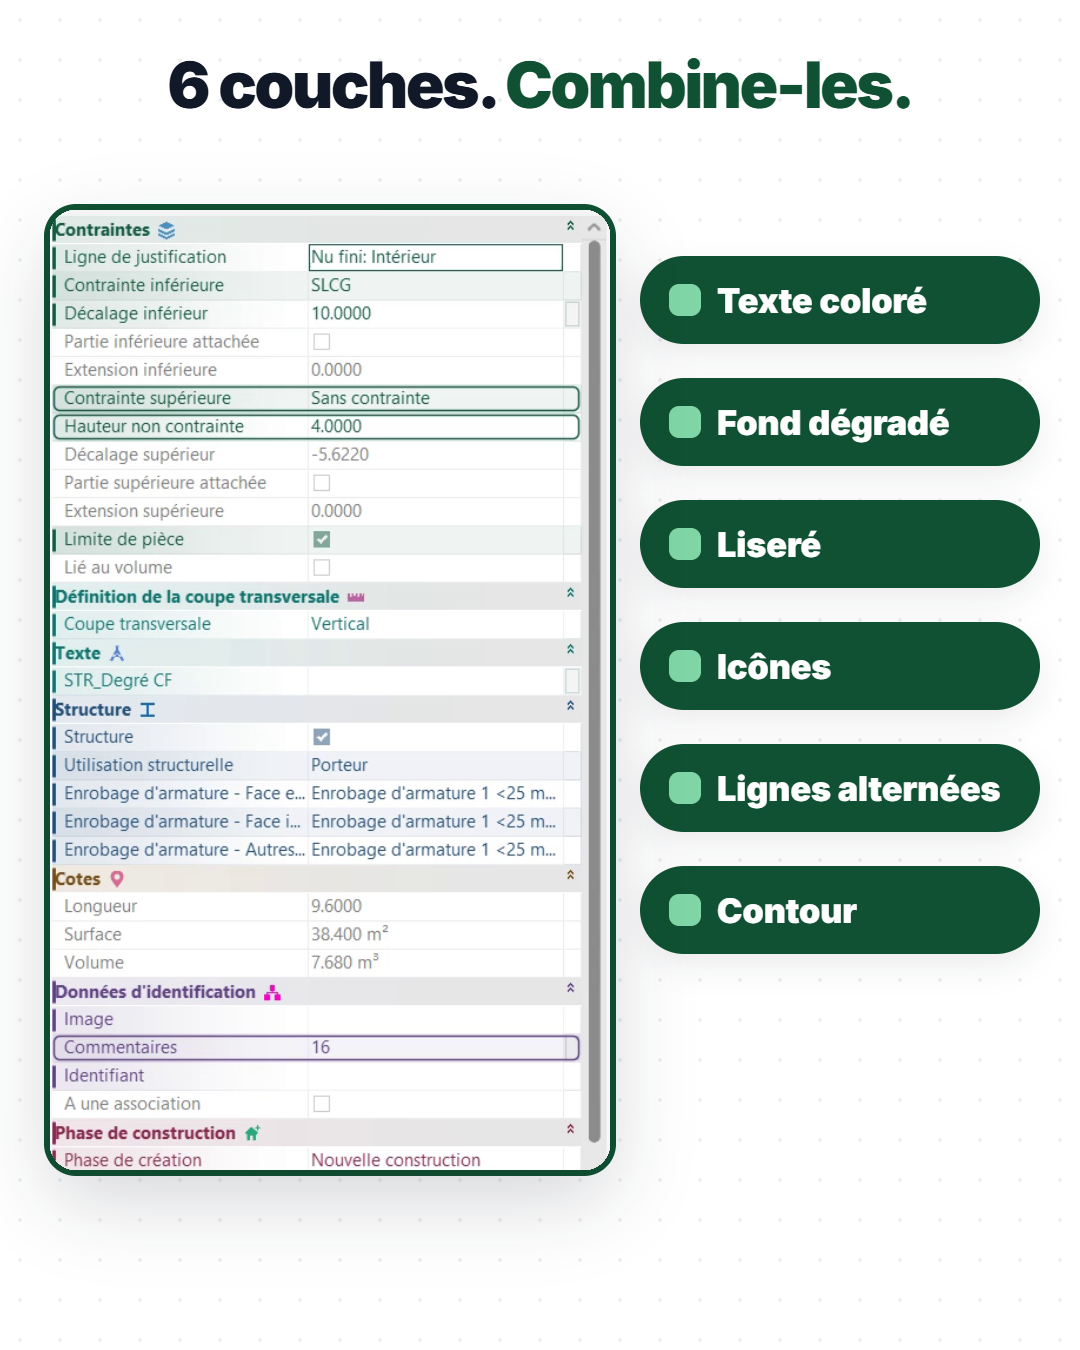 6 couches. Combine-les.
Contraintes
Ligne de justification Nu fini: Intérieur
Contrainte inférieure SLCG
Décalage inférieur 10.0000
Partie inférieure attachée
Extension inférieure 0.0000
Contrainte supérieure Sans contrainte
Hauteur non contrainte 4.0000
Décalage supérieur -5.6220
Partie supérieure attachée
Extension supérieure 0.0000
Limite de pièce
Lié au volume
Définition de la coupe transversale
Coupe transversale Vertical
Texte
STR_Degré CF
Structure
Structure
Utilisation structurelle Porteur
Enrobage d'armature - Face e... Enrobage d'armature 1 <25 m...
Enrobage d'armature - Face i... Enrobage d'armature 1 <25 m...
Enrobage d'armature - Autres... Enrobage d'armature 1 <25 m...
Cotes
Longueur 9.6000
Surface 38.400 m²
Volume 7.680 m³
Données d'identification
Image
Commentaires 16
Identifiant
A une association
Phase de construction
Phase de création Nouvelle construction
Texte coloré
Fond dégradé
Liseré
Icônes
Lignes alternées
Contour